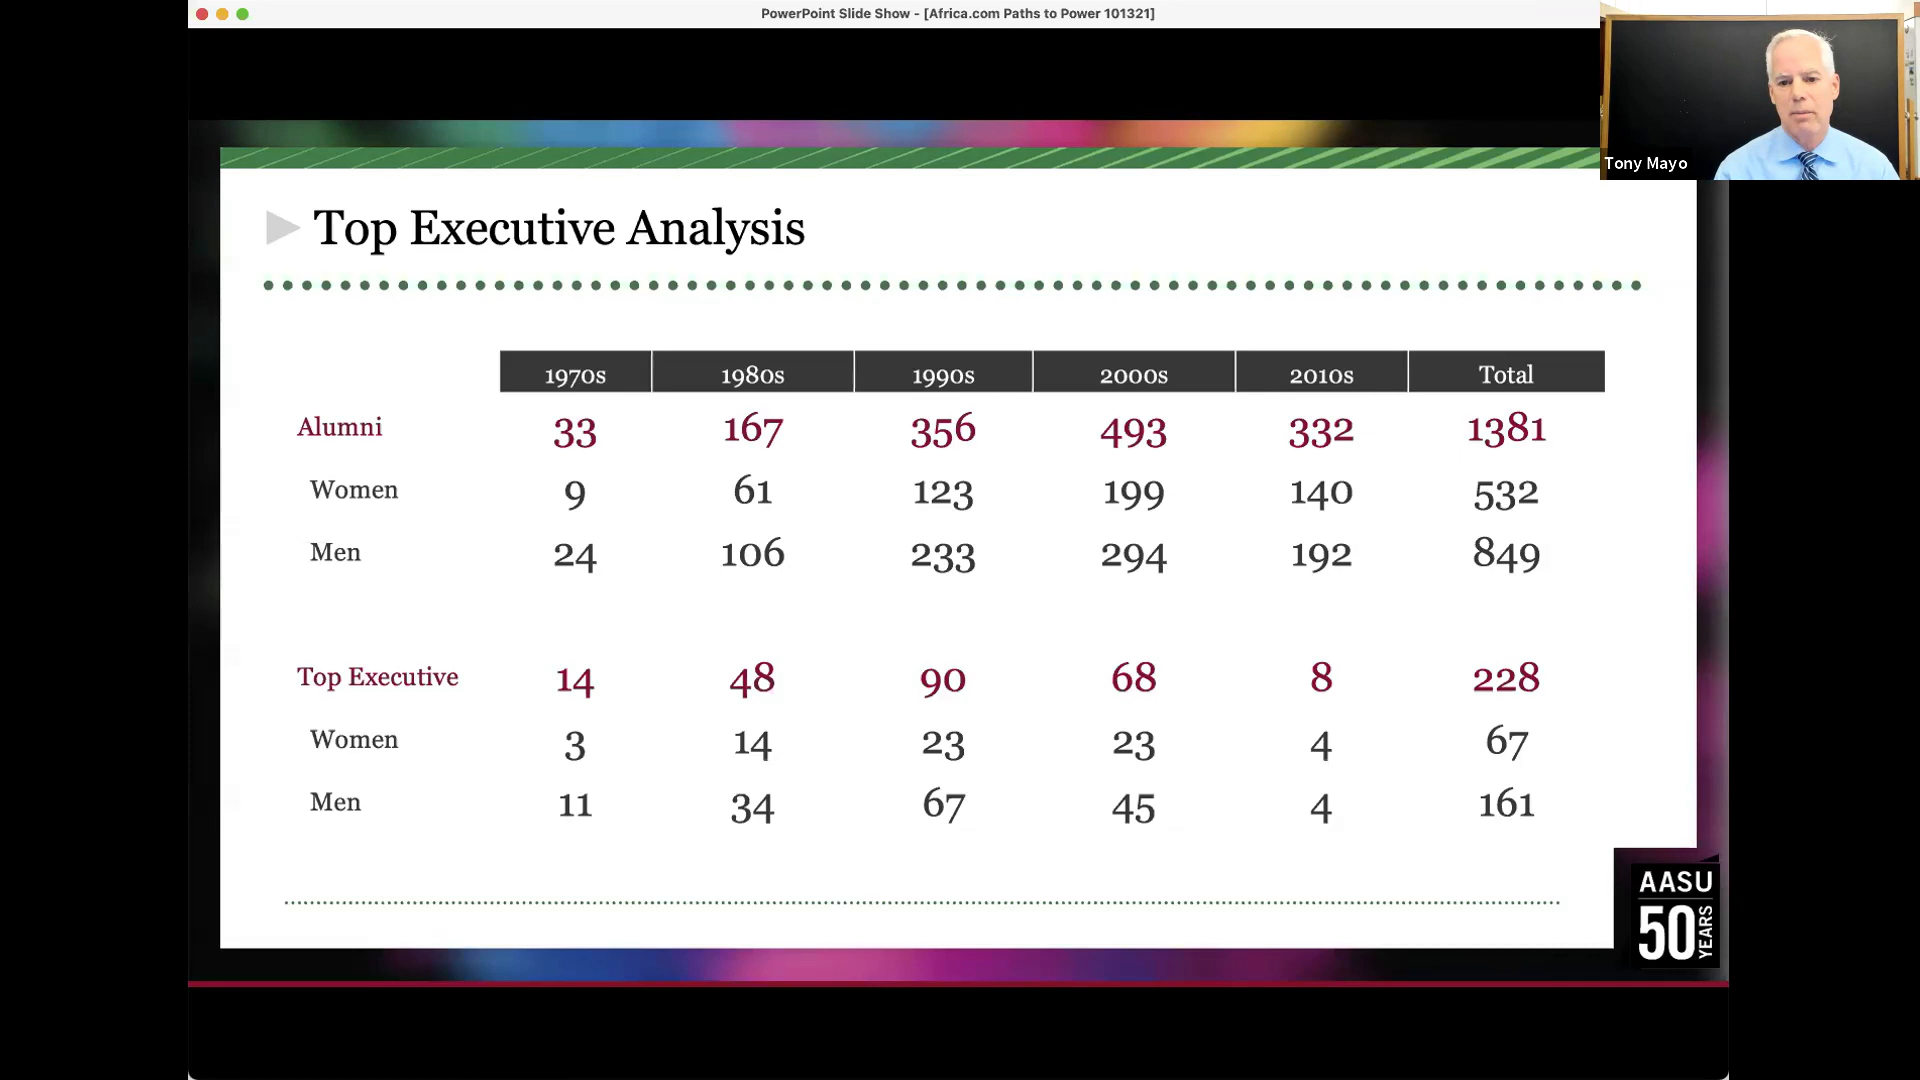 PowerPoint Slide Show - [Africa.com Paths to Power 101321]
Tony Mayo
Top Executive Analysis
1970s 1980s 1990s 2000s 2010s Total
Alumni 33 167 356 493 332 1381
Women 9 61 123 199 140 532
Men 24 106 233 294 192 849
Top Executive 14 48 90 68 8 228
Women 3 14 23 23 4 67
Men 11 34 67 45 4 161
AASU
50 YEARS